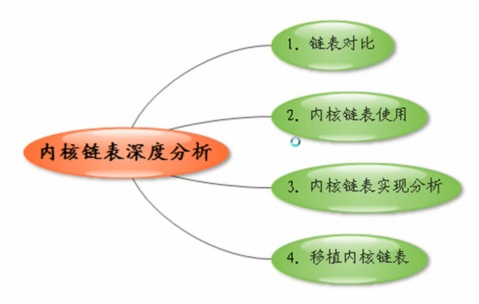 内核链表深度分析
1. 链表对比
2. 内核链表使用
3. 内核链表实现分析
4. 移植内核链表